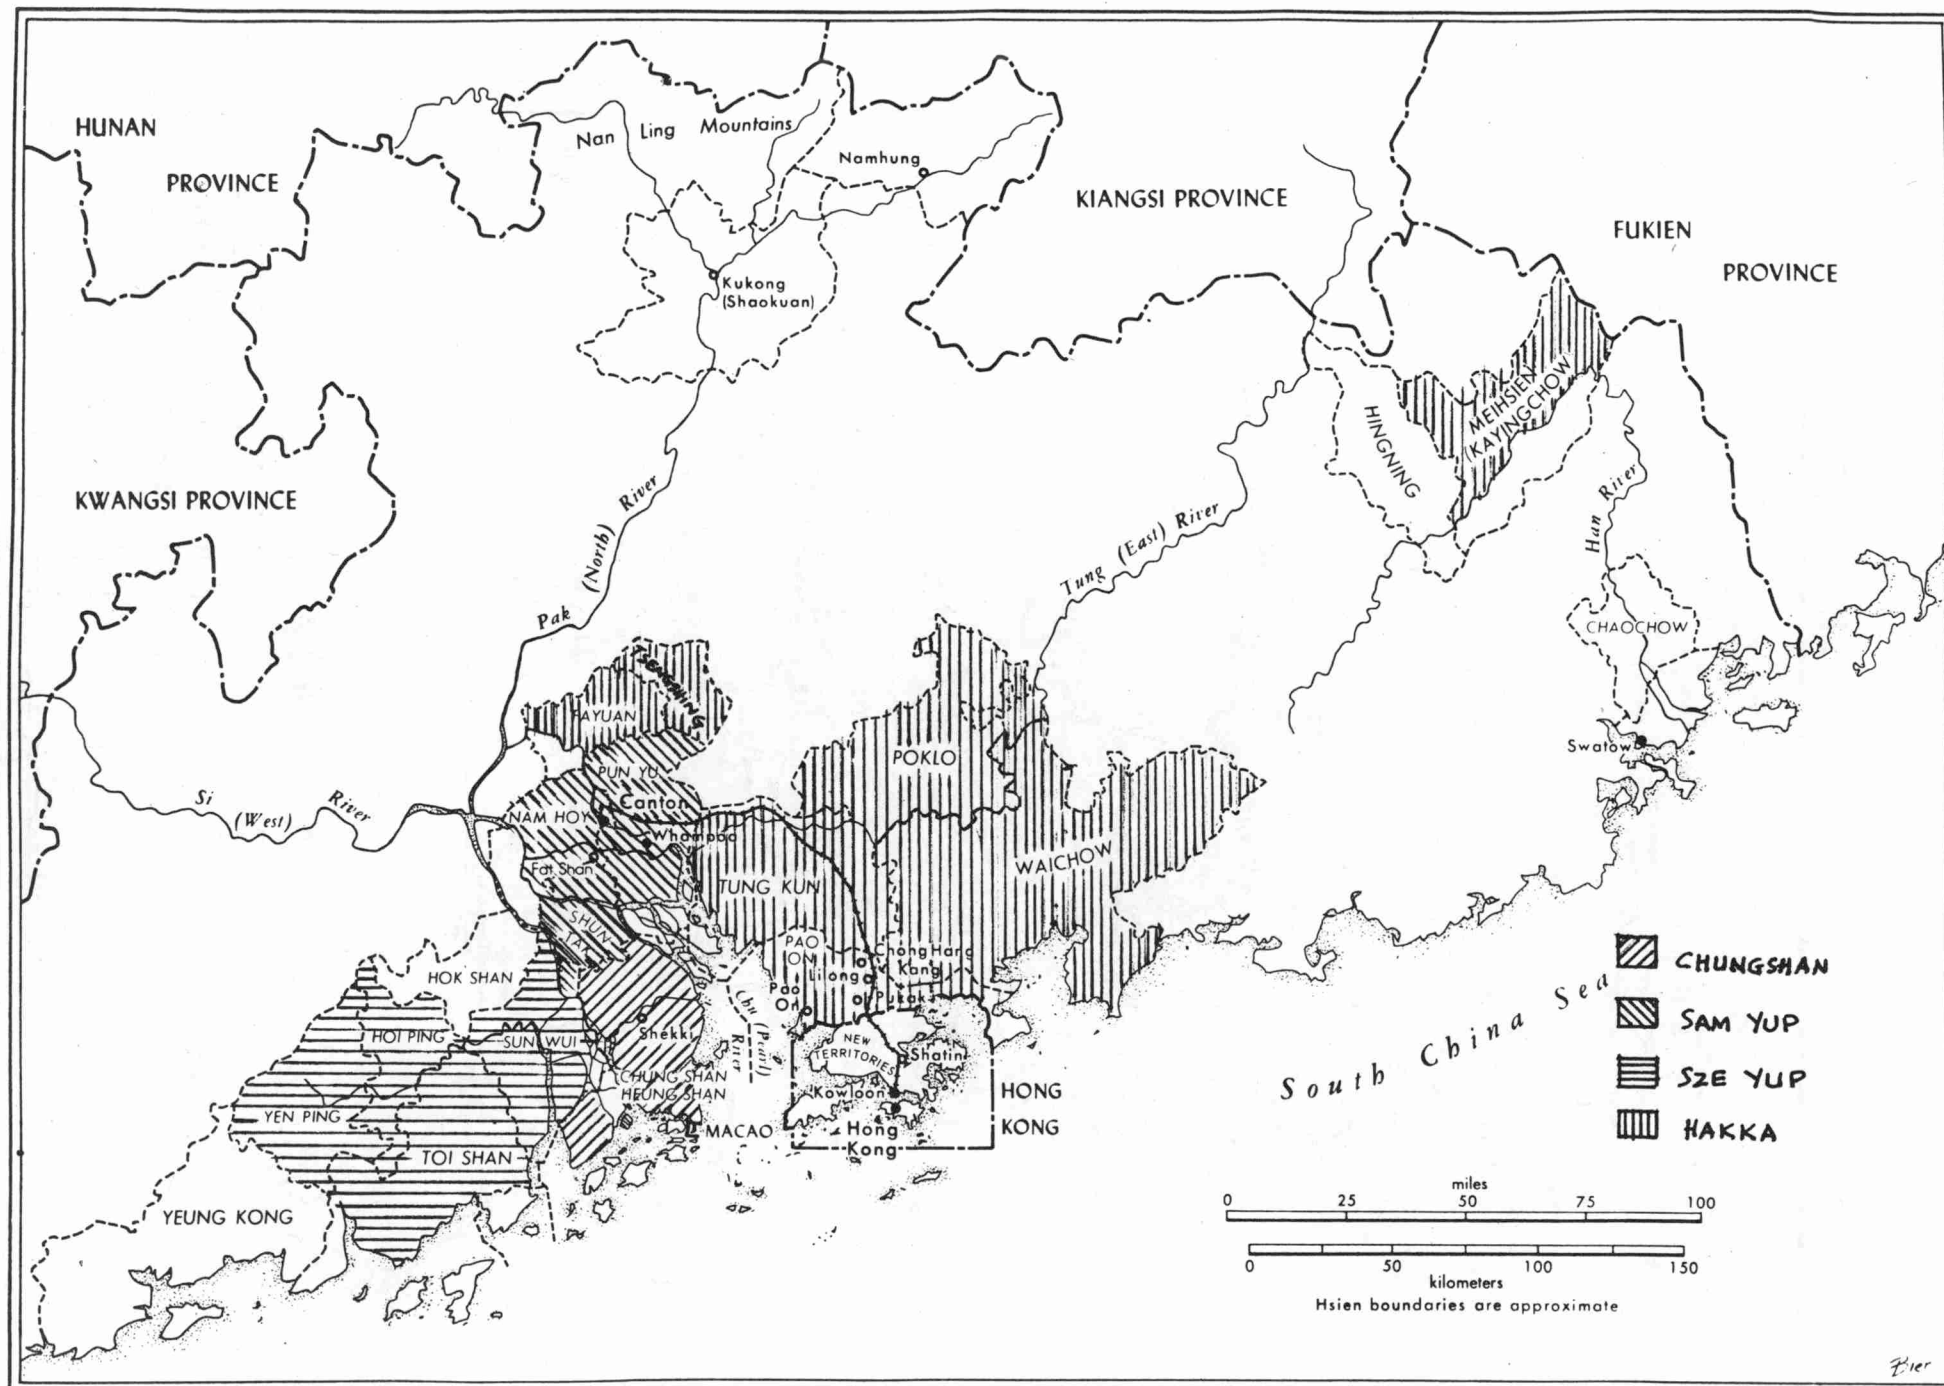 HUNAN
PROVINCE
Nan Ling Mountains
Namhung
KIANGSI PROVINCE
FUKIEN
PROVINCE
Kukong
(Shaokuan)
KWANGSI PROVINCE
MEIHSIEN
(KAYINGCHOW)
HINGNING
Pak (North) River
Tung (East) River
Han River
CHAOCHOW
Swatow
FAYUAN
PUN YU
POKLO
Si (West) River
Canton
NAM HOY
Whampoa
Fat Shan
TUNG KUN
WAICHOW
SHUN
TAK
PAO
ON
Chong Hang
Kang
Lilong
Pukak
Pao
On
HOK SHAN
HOI PING
SUN WUI
Shekki
Chu (Pearl)
River
NEW
TERRITORIES
Shatin
CHUNG SHAN
HEUNG SHAN
Kowloon
HONG
KONG
YEN PING
MACAO
Hong
Kong
TOI SHAN
YEUNG KONG
South China Sea
CHUNGSHAN
SAM YUP
SZE YUP
HAKKA
miles
0 25 50 75 100
0 50 100 150
kilometers
Hsien boundaries are approximate
Bier